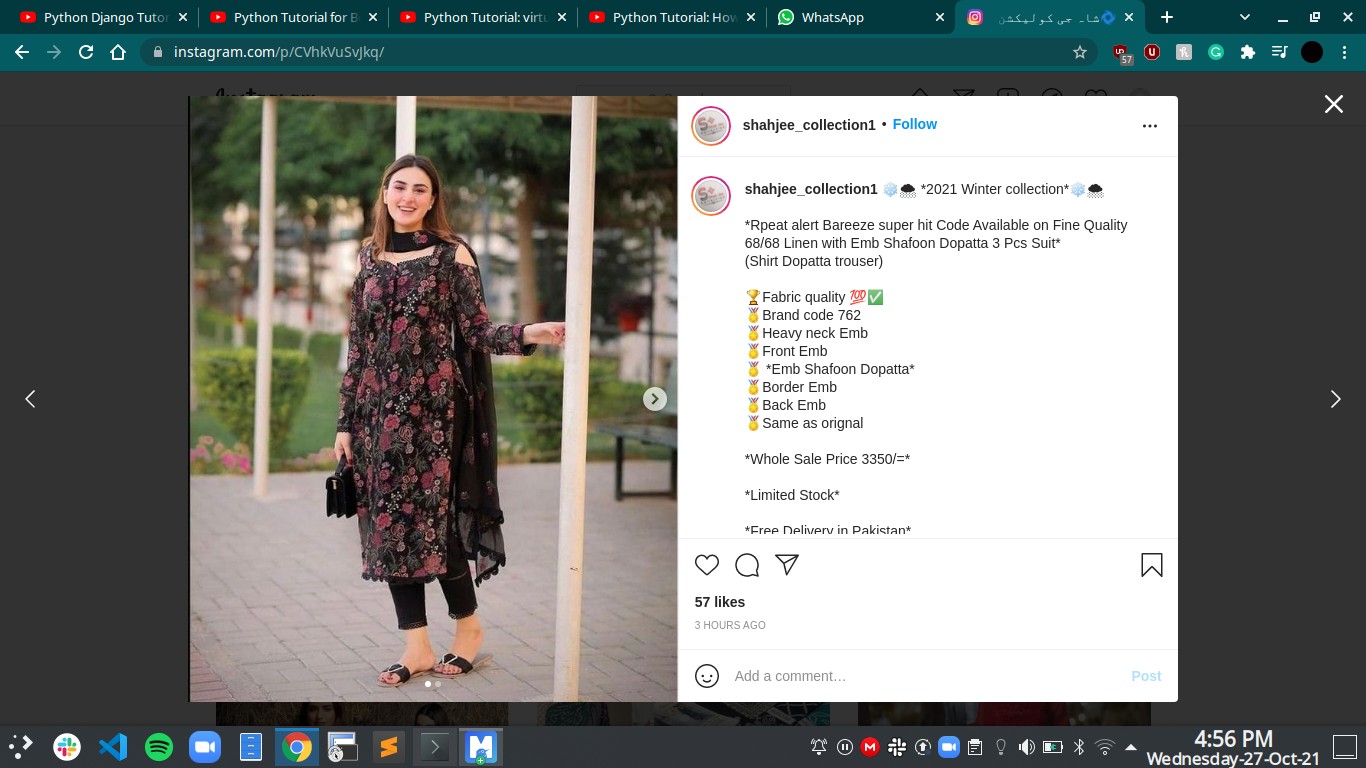 Python Django Tutor
Python Tutorial for B
Python Tutorial: virtu
Python Tutorial: How
WhatsApp
شاہ جی کولیکشن
instagram.com/p/CVhkVuSvJkq/
57
shahjee_collection1 • Follow
shahjee_collection1 ❄️🌨 *2021 Winter collection*❄️🌨
*Rpeat alert Bareeze super hit Code Available on Fine Quality
68/68 Linen with Emb Shafoon Dopatta 3 Pcs Suit*
(Shirt Dopatta trouser)
🏆Fabric quality 💯✅
🥇Brand code 762
🥇Heavy neck Emb
🥇Front Emb
🥇 *Emb Shafoon Dopatta*
🥇Border Emb
🥇Back Emb
🥇Same as orignal
*Whole Sale Price 3350/=*
*Limited Stock*
*Free Delivery in Pakistan*
57 likes
3 HOURS AGO
Add a comment…
Post
4:56 PM
Wednesday-27-Oct-21